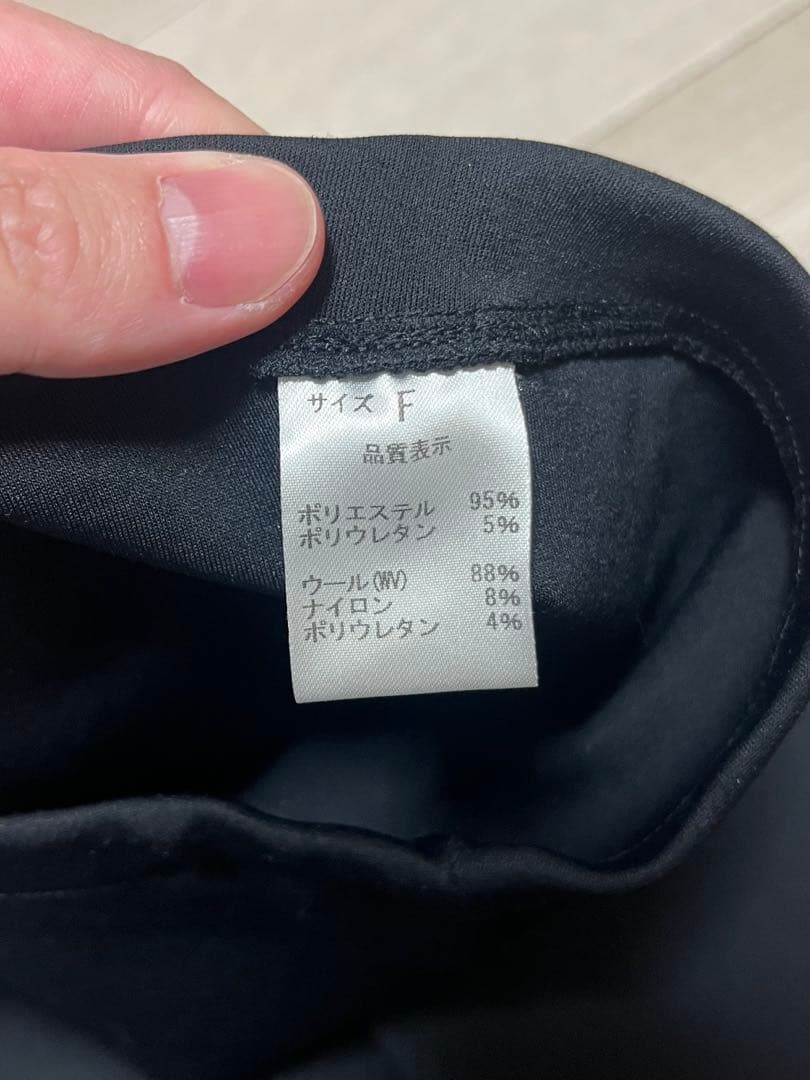 サイズ F
品質表示
ポリエステル 95%
ポリウレタン 5%
ウール(WV) 88%
ナイロン 8%
ポリウレタン 4%